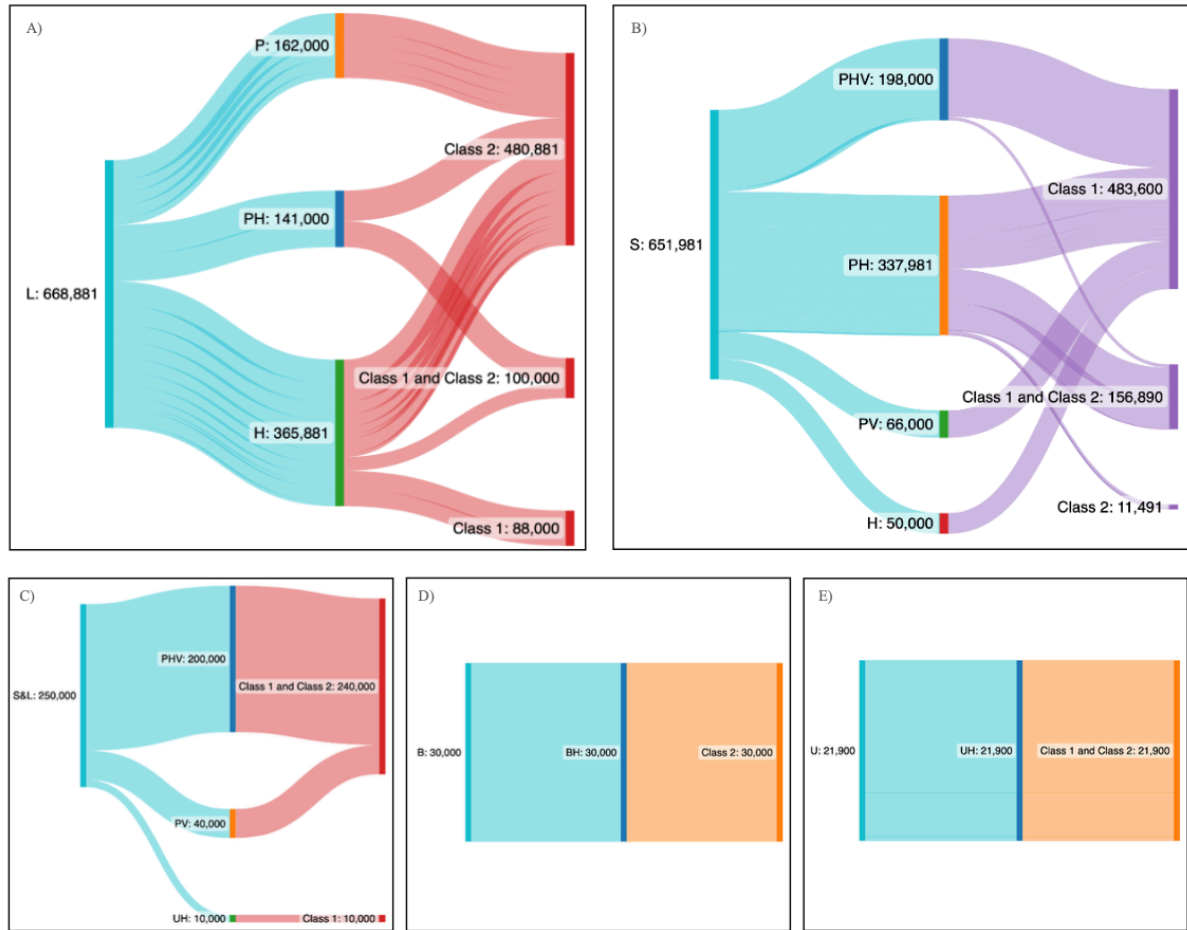 A)
P: 162,000
Class 2: 480,881
PH: 141,000
L: 668,881
Class 1 and Class 2: 100,000
H: 365,881
Class 1: 88,000
B)
PHV: 198,000
Class 1: 483,600
S: 651,981
PH: 337,981
Class 1 and Class 2: 156,890
PV: 66,000
Class 2: 11,491
H: 50,000
C)
PHV: 200,000
Class 1 and Class 2: 240,000
S&L: 250,000
PV: 40,000
UH: 10,000
Class 1: 10,000
D)
B: 30,000
BH: 30,000
Class 2: 30,000
E)
U: 21,900
UH: 21,900
Class 1 and Class 2: 21,900